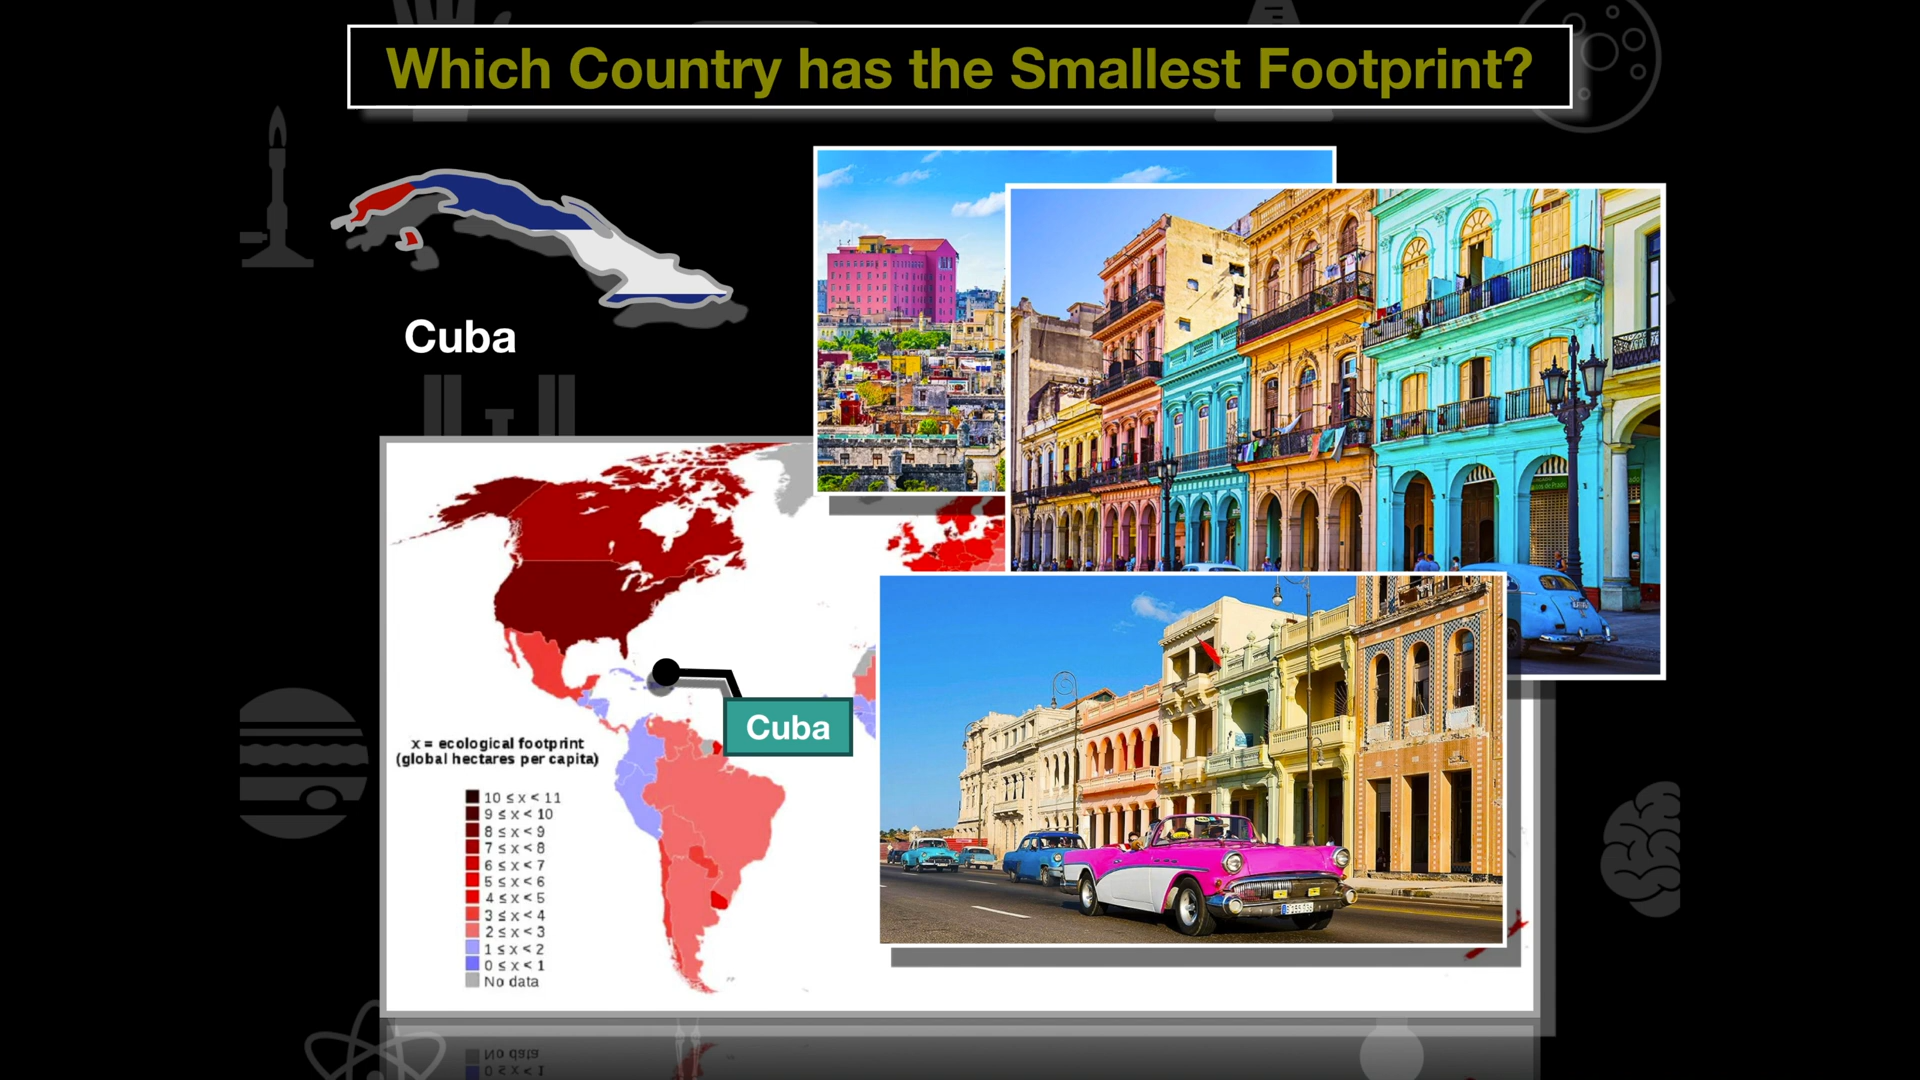 Which Country has the Smallest Footprint?
Cuba
Cuba
x = ecological footprint
(global hectares per capita)
10 ≤ x < 11
9 ≤ x < 10
8 ≤ x < 9
7 ≤ x < 8
6 ≤ x < 7
5 ≤ x < 6
4 ≤ x < 5
3 ≤ x < 4
2 ≤ x < 3
1 ≤ x < 2
0 ≤ x < 1
No data